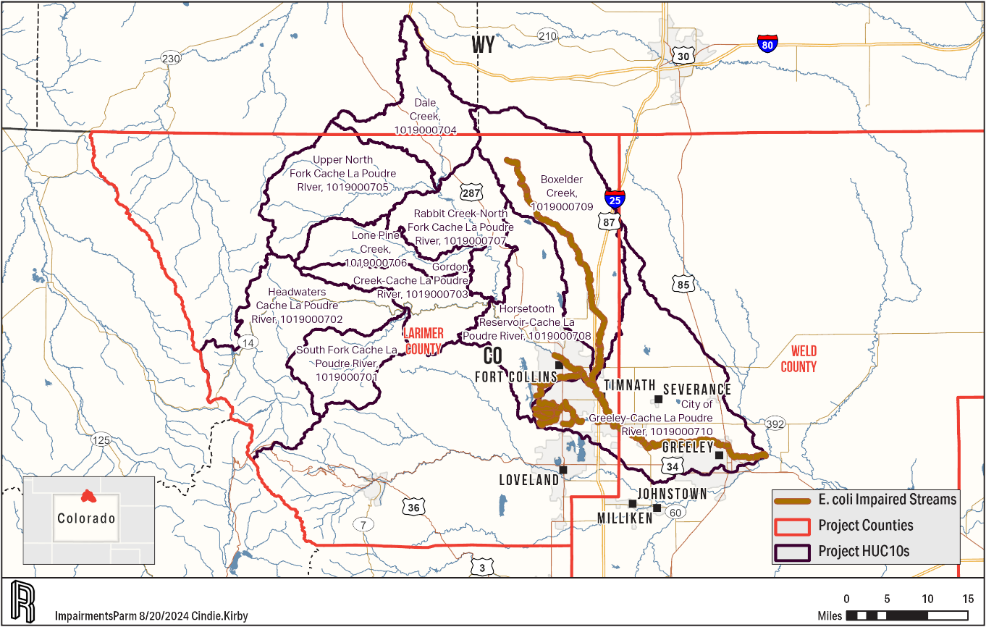 WY
210
80
30
230
Dale
Creek,
1019000704
Upper North
Fork Cache La Poudre
River, 1019000705
287
Boxelder
Creek,
1019000709
25
87
Rabbit Creek-North
Fork Cache La Poudre
River, 1019000707
Lone Pine
Creek,
1019000706
Gordon
Creek-Cache La Poudre
River, 1019000703
85
Headwaters
Cache La Poudre
River, 1019000702
Horsetooth
Reservoir-Cache La
Poudre River, 1019000708
LARIMER
COUNTY
14
South Fork Cache La
Poudre River,
1019000701
CO
WELD
COUNTY
FORT COLLINS
TIMNATH
SEVERANCE
City of
Greeley-Cache La Poudre
River, 1019000710
392
125
GREELEY
34
LOVELAND
JOHNSTOWN
MILLIKEN
60
36
7
3
Colorado
E. coli Impaired Streams
Project Counties
Project HUC10s
R
ImpairmentsParm 8/20/2024 Cindie.Kirby
0 5 10 15
Miles